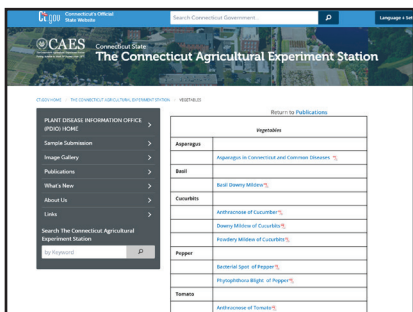 ct.gov Connecticut's Official
State Website
Search Connecticut Government...
Language + Set
CAES
Connecticut State
The Connecticut Agricultural Experiment Station
CT.GOV HOME / THE CONNECTICUT AGRICULTURAL EXPERIMENT STATION / VEGETABLES
PLANT DISEASE INFORMATION OFFICE
(PDIO) HOME
Sample Submission
Image Gallery
Publications
What's New
About Us
Links
Search The Connecticut Agricultural
Experiment Station
by Keyword
Return to Publications
Vegetables
Asparagus
Asparagus in Connecticut and Common Diseases
Basil
Basil Downy Mildew
Cucurbits
Anthracnose of Cucumber
Downy Mildew of Cucurbits
Powdery Mildew of Cucurbits
Pepper
Bacterial Spot of Pepper
Phytophthora Blight of Pepper
Tomato
Anthracnose of Tomato